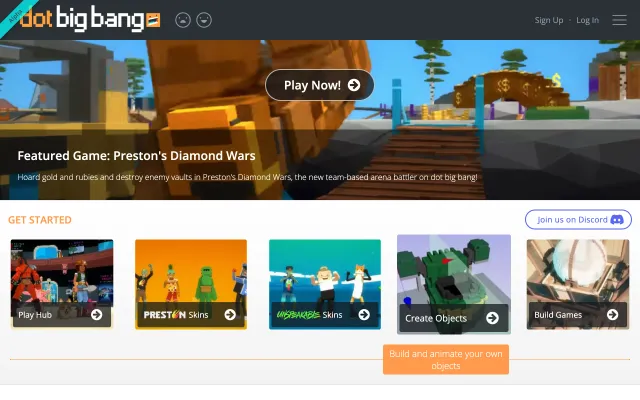 Alpha
dot big bang
Sign Up · Log In
Play Now!
Featured Game: Preston's Diamond Wars
Hoard gold and rubies and destroy enemy vaults in Preston's Diamond Wars, the new team-based arena battler on dot big bang!
GET STARTED
Join us on Discord
Play Hub
PRESTON Skins
UNSPEAKABLE Skins
Create Objects
Build Games
Build and animate your own
objects